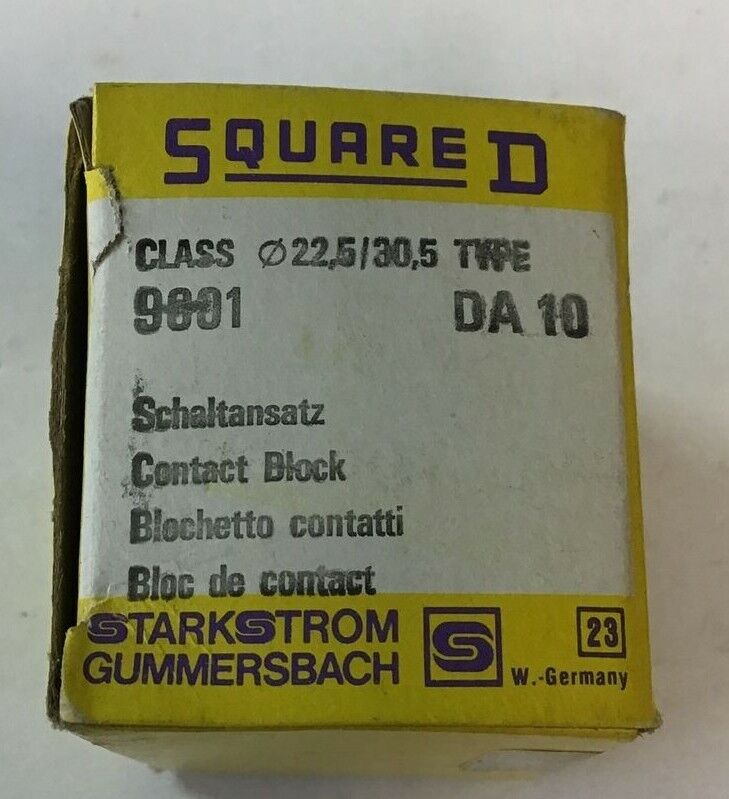 SQUARE D
CLASS Ø22,5/30,5 TYPE
9001 DA 10
Schaltansatz
Contact Block
Blochetto contatti
Bloc de contact
STARKSTROM
GUMMERSBACH
S
23
W.-Germany